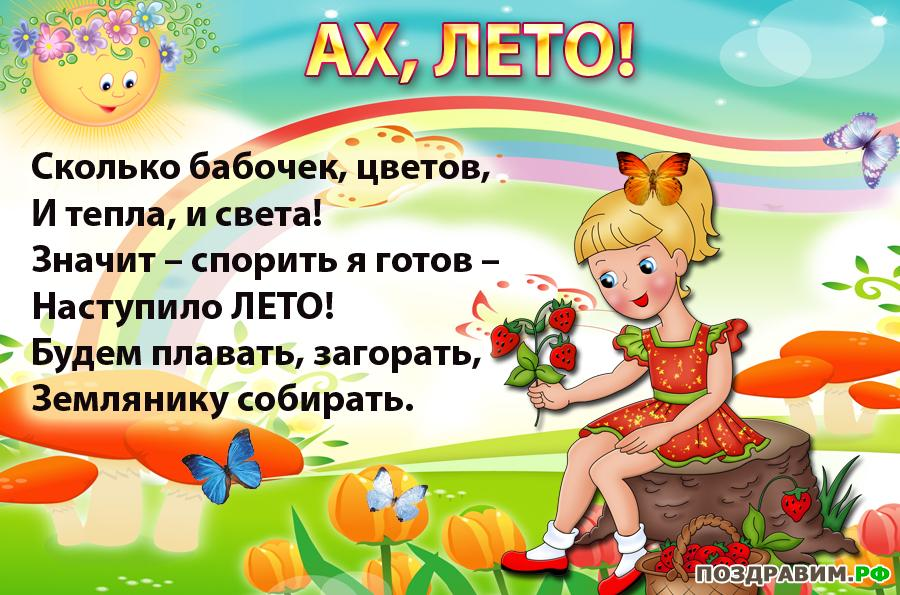 АХ, ЛЕТО!
Сколько бабочек, цветов,
И тепла, и света!
Значит – спорить я готов –
Наступило ЛЕТО!
Будем плавать, загорать,
Землянику собирать.
ПОЗДРАВИМ.РФ